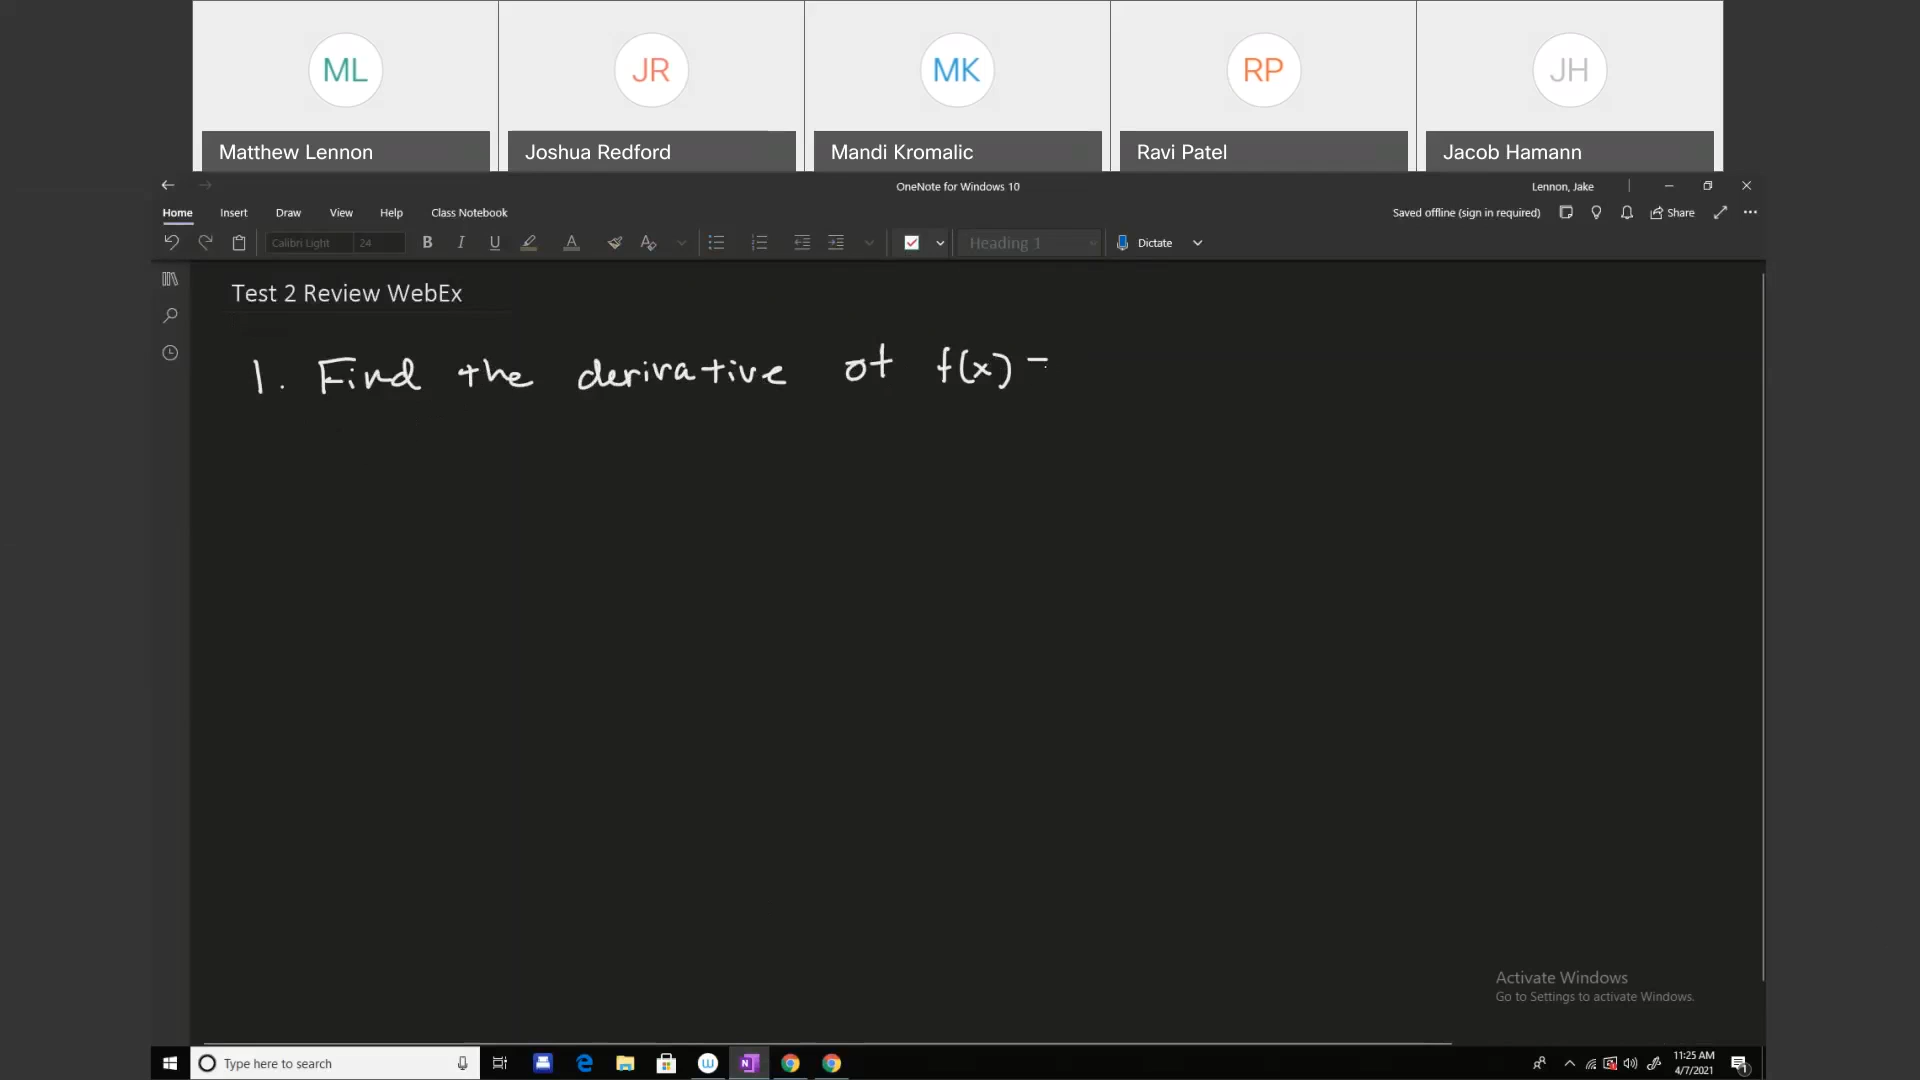 ML JR MK RP JH
Matthew Lennon Joshua Redford Mandi Kromalic Ravi Patel Jacob Hamann
OneNote for Windows 10 Lennon, Jake
Home Insert Draw View Help Class Notebook Saved offline (sign in required) Share
Calibri Light 24 B I U A A Heading 1 Dictate
Test 2 Review WebEx
1. Find the derivative of f(x) =
Activate Windows
Go to Settings to activate Windows.
Type here to search 11:25 AM
4/7/2021